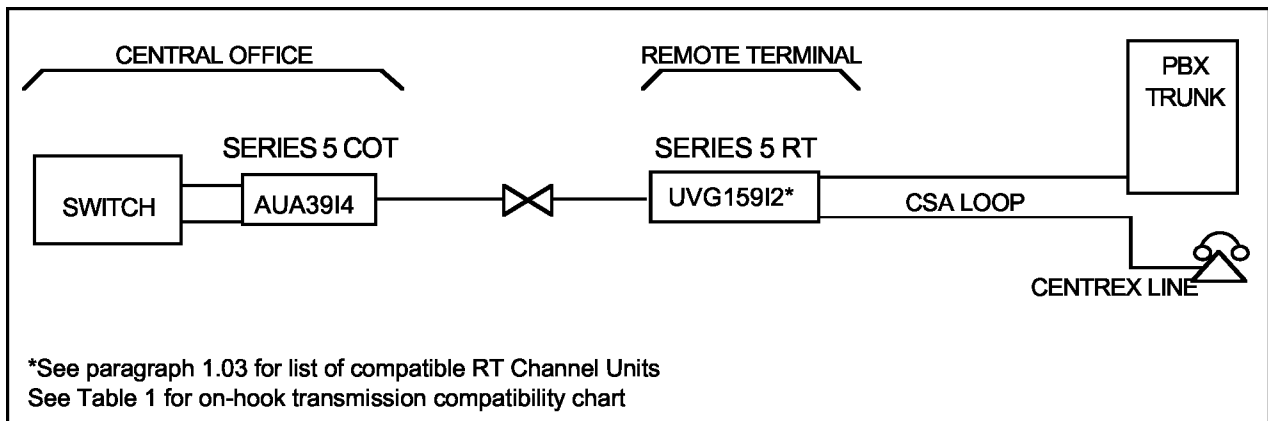 CENTRAL OFFICE
REMOTE TERMINAL
PBX
TRUNK
SERIES 5 COT
SERIES 5 RT
SWITCH
AUA39I4
UVG159I2*
CSA LOOP
CENTREX LINE
*See paragraph 1.03 for list of compatible RT Channel Units
See Table 1 for on-hook transmission compatibility chart